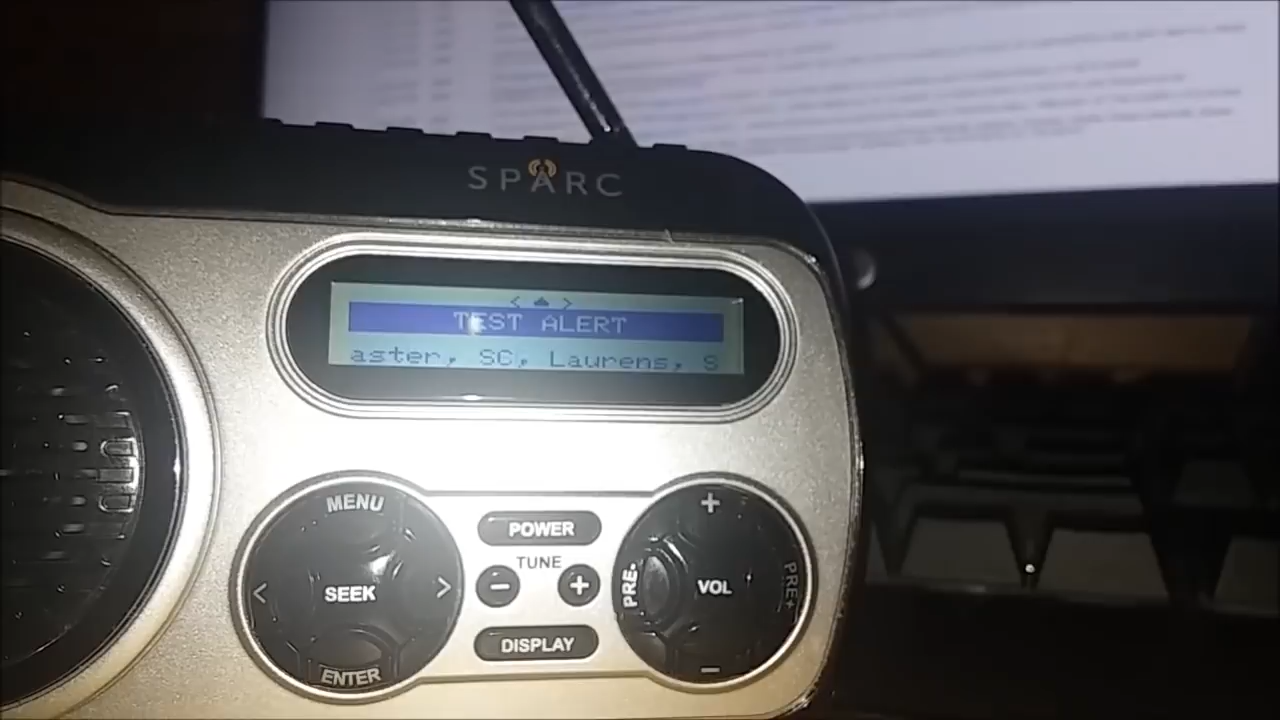 SPARC
< >
TEST ALERT
aster, SC, Laurens, S
MENU
< SEEK >
ENTER
POWER
TUNE
- +
DISPLAY
+
PRE- VOL PRE+
-